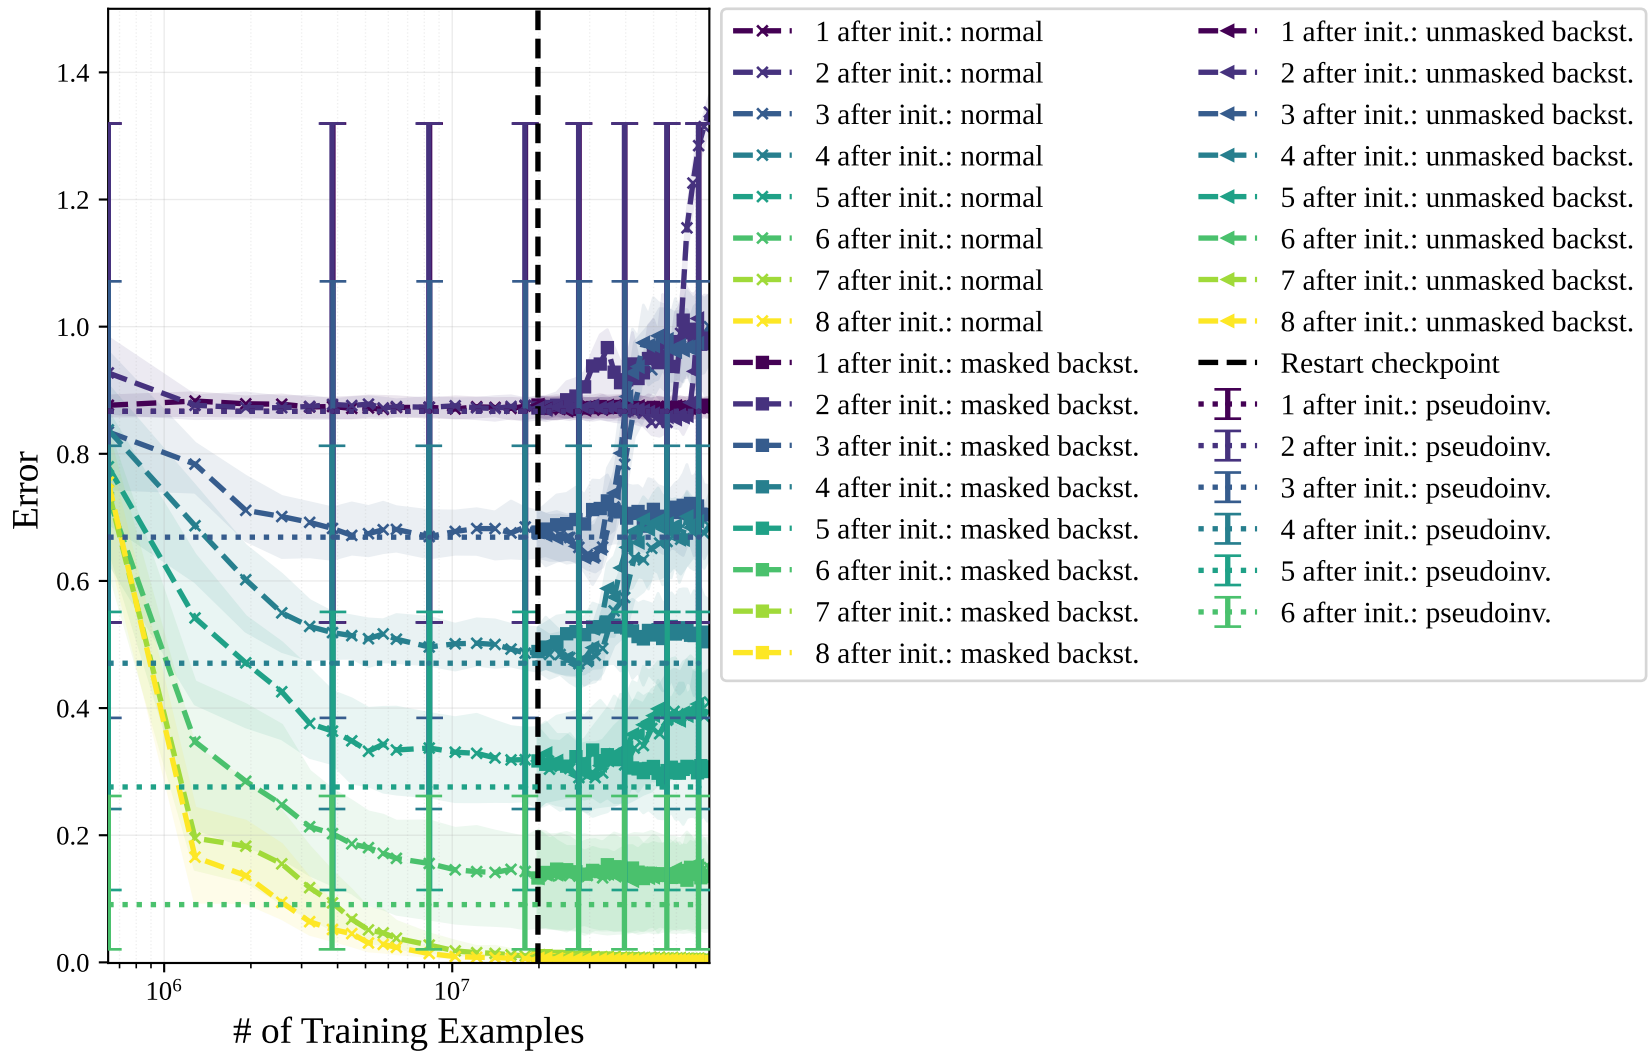 1.4
1.2
1.0
0.8
0.6
0.4
0.2
0.0
Error
10⁶
10⁷
# of Training Examples
1 after init.: normal
2 after init.: normal
3 after init.: normal
4 after init.: normal
5 after init.: normal
6 after init.: normal
7 after init.: normal
8 after init.: normal
1 after init.: masked backst.
2 after init.: masked backst.
3 after init.: masked backst.
4 after init.: masked backst.
5 after init.: masked backst.
6 after init.: masked backst.
7 after init.: masked backst.
8 after init.: masked backst.
1 after init.: unmasked backst.
2 after init.: unmasked backst.
3 after init.: unmasked backst.
4 after init.: unmasked backst.
5 after init.: unmasked backst.
6 after init.: unmasked backst.
7 after init.: unmasked backst.
8 after init.: unmasked backst.
Restart checkpoint
1 after init.: pseudoinv.
2 after init.: pseudoinv.
3 after init.: pseudoinv.
4 after init.: pseudoinv.
5 after init.: pseudoinv.
6 after init.: pseudoinv.